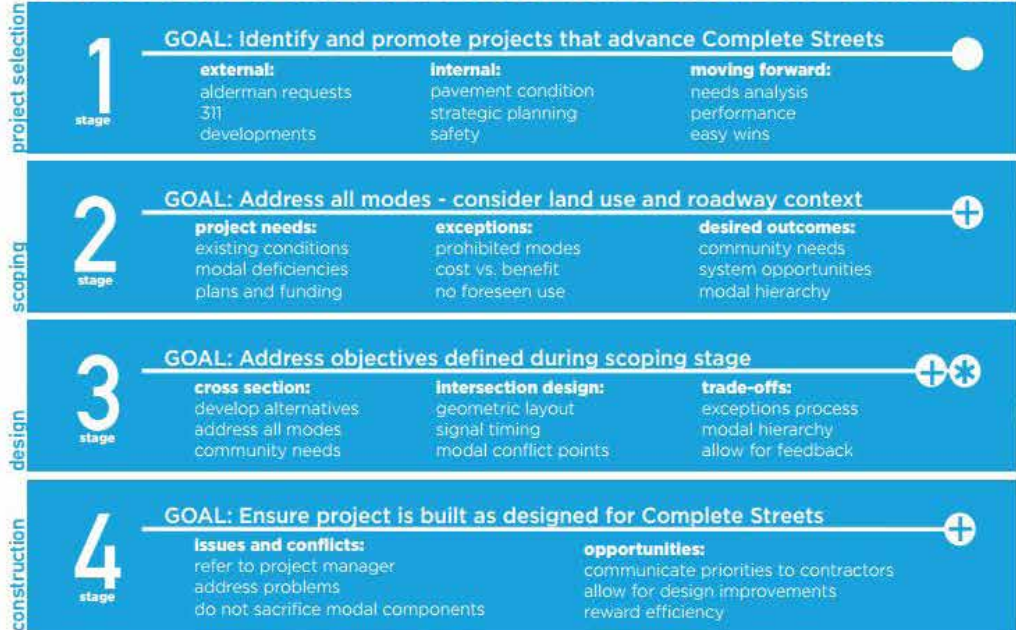 project selection
1
stage
GOAL: Identify and promote projects that advance Complete Streets
external:
alderman requests
311
developments
internal:
pavement condition
strategic planning
safety
moving forward:
needs analysis
performance
easy wins
scoping
2
stage
GOAL: Address all modes - consider land use and roadway context
+
project needs:
existing conditions
modal deficiencies
plans and funding
exceptions:
prohibited modes
cost vs. benefit
no foreseen use
desired outcomes:
community needs
system opportunities
modal hierarchy
design
3
stage
GOAL: Address objectives defined during scoping stage
+ *
cross section:
develop alternatives
address all modes
community needs
intersection design:
geometric layout
signal timing
modal conflict points
trade-offs:
exceptions process
modal hierarchy
allow for feedback
construction
4
stage
GOAL: Ensure project is built as designed for Complete Streets
+
issues and conflicts:
refer to project manager
address problems
do not sacrifice modal components
opportunities:
communicate priorities to contractors
allow for design improvements
reward efficiency